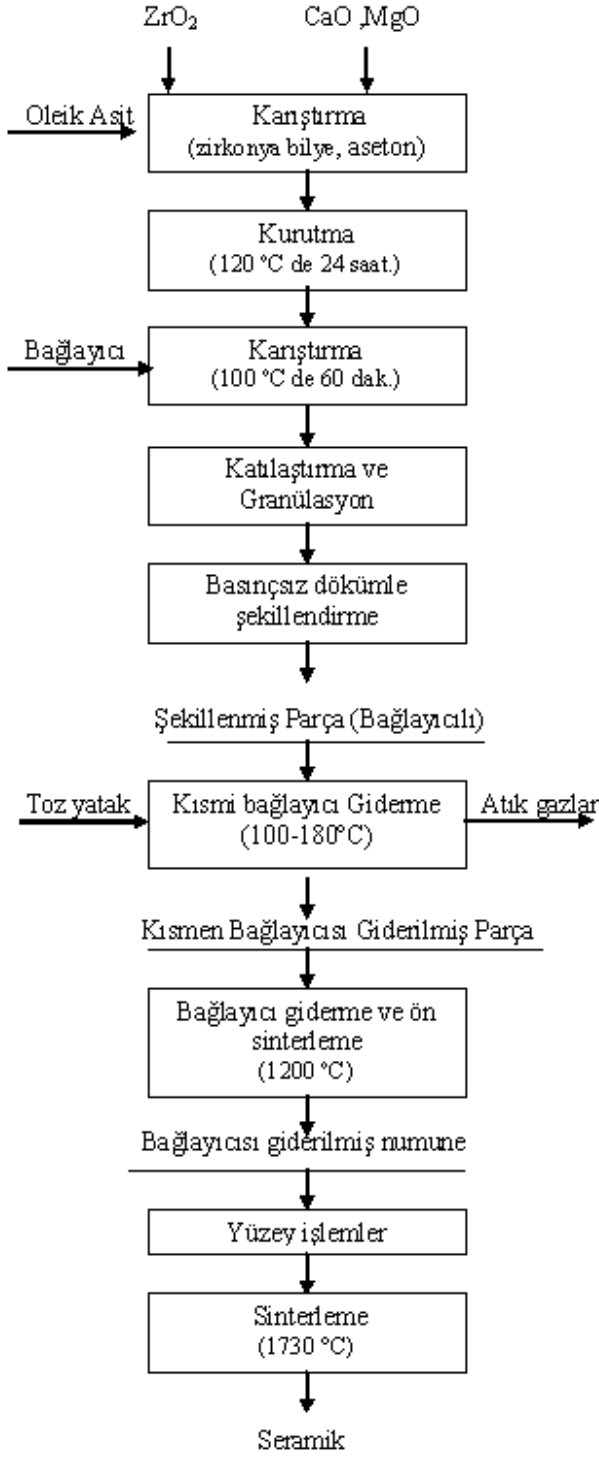 ZrO₂ CaO ,MgO
Oleik Asit
Karıştırma
(zirkonya bilye, aseton)
Kurutma
(120 °C de 24 saat.)
Bağlayıcı
Karıştırma
(100 °C de 60 dak.)
Katılaştırma ve
Granülasyon
Basınçsız dökümle
şekillendirme
Şekillenmiş Parça (Bağlayıcılı)
Toz yatak
Kısmi bağlayıcı Giderme
(100-180°C)
Atık gazlar
Kısmen Bağlayıcısı Giderilmiş Parça
Bağlayıcı giderme ve ön
sinterleme
(1200 °C)
Bağlayıcısı giderilmiş numune
Yüzey işlemler
Sinterleme
(1730 °C)
Seramik